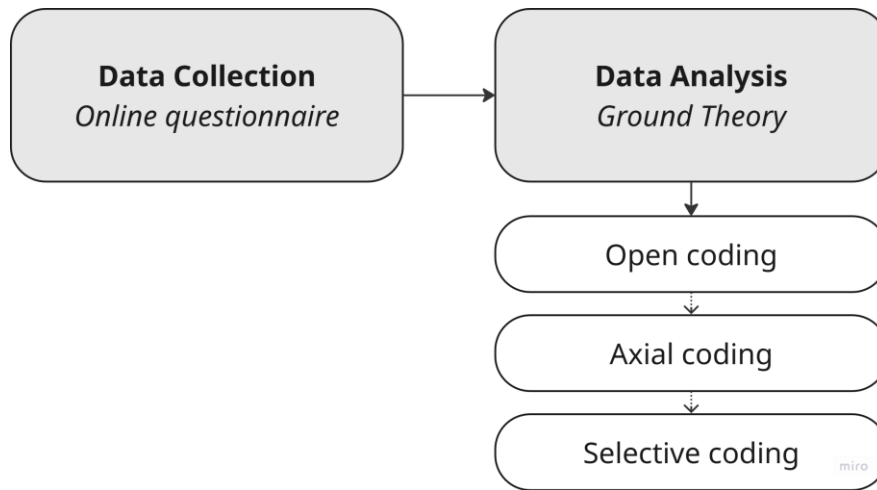 Data Collection
Online questionnaire
Data Analysis
Ground Theory
Open coding
Axial coding
Selective coding
miro